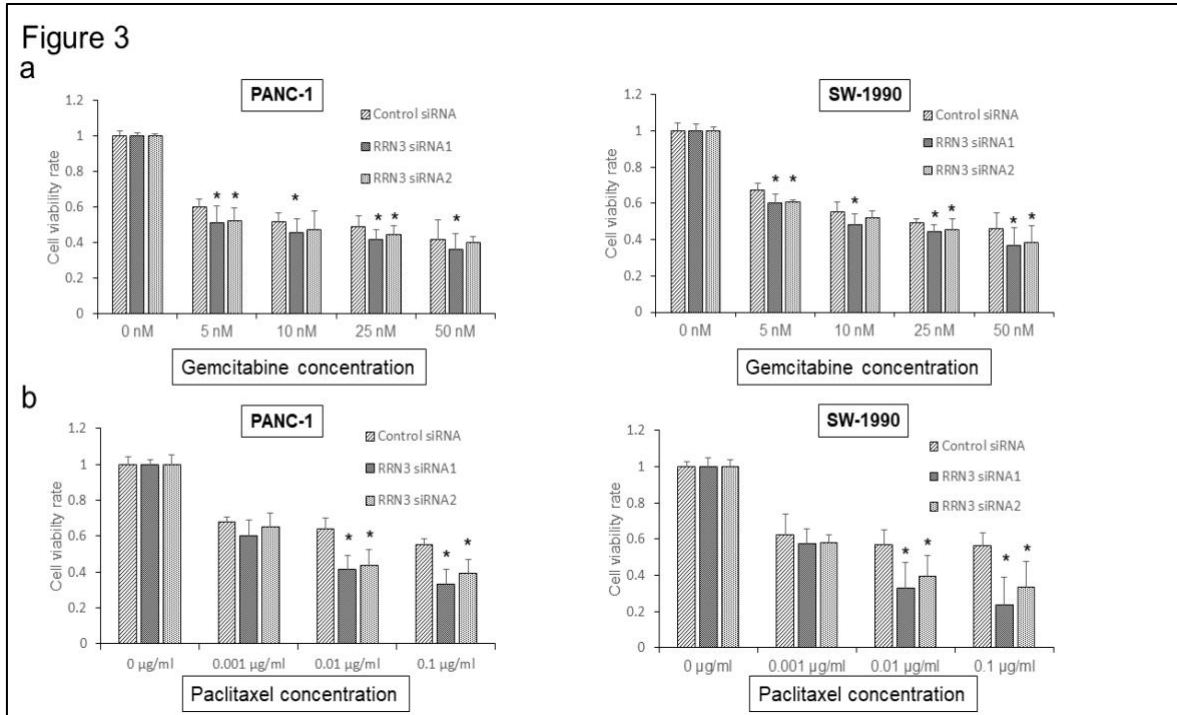 Figure 3
a
PANC-1
Control siRNA
RRN3 siRNA1
RRN3 siRNA2
Cell viability rate
1.2
1
0.8
0.6
0.4
0.2
0
* * * * * *
0 nM 5 nM 10 nM 25 nM 50 nM
Gemcitabine concentration
SW-1990
Control siRNA
RRN3 siRNA1
RRN3 siRNA2
Cell viability rate
1.2
1
0.8
0.6
0.4
0.2
0
* * * * * * *
0 nM 5 nM 10 nM 25 nM 50 nM
Gemcitabine concentration
b
PANC-1
Control siRNA
RRN3 siRNA1
RRN3 siRNA2
Cell viability rate
1.2
1
0.8
0.6
0.4
0.2
0
* * * *
0 µg/ml 0.001 µg/ml 0.01 µg/ml 0.1 µg/ml
Paclitaxel concentration
SW-1990
Control siRNA
RRN3 siRNA1
RRN3 siRNA2
Cell viability rate
1.2
1
0.8
0.6
0.4
0.2
0
* * * *
0 µg/ml 0.001 µg/ml 0.01 µg/ml 0.1 µg/ml
Paclitaxel concentration